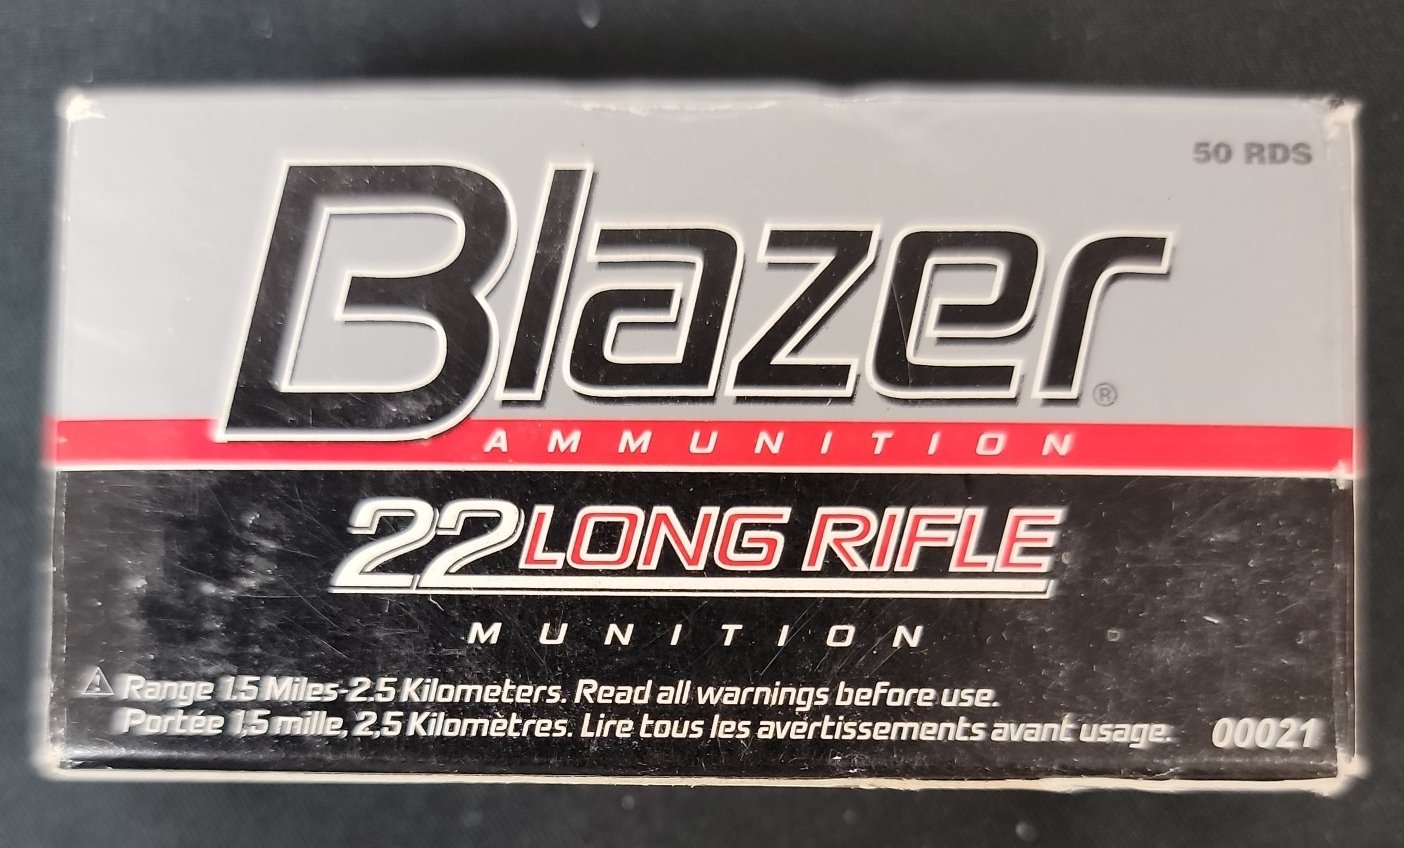 50 RDS
Blazer®
AMMUNITION
22 LONG RIFLE
MUNITION
⚠ Range 1.5 Miles-2.5 Kilometers. Read all warnings before use.
Portée 1,5 mille, 2,5 Kilomètres. Lire tous les avertissements avant usage. 00021